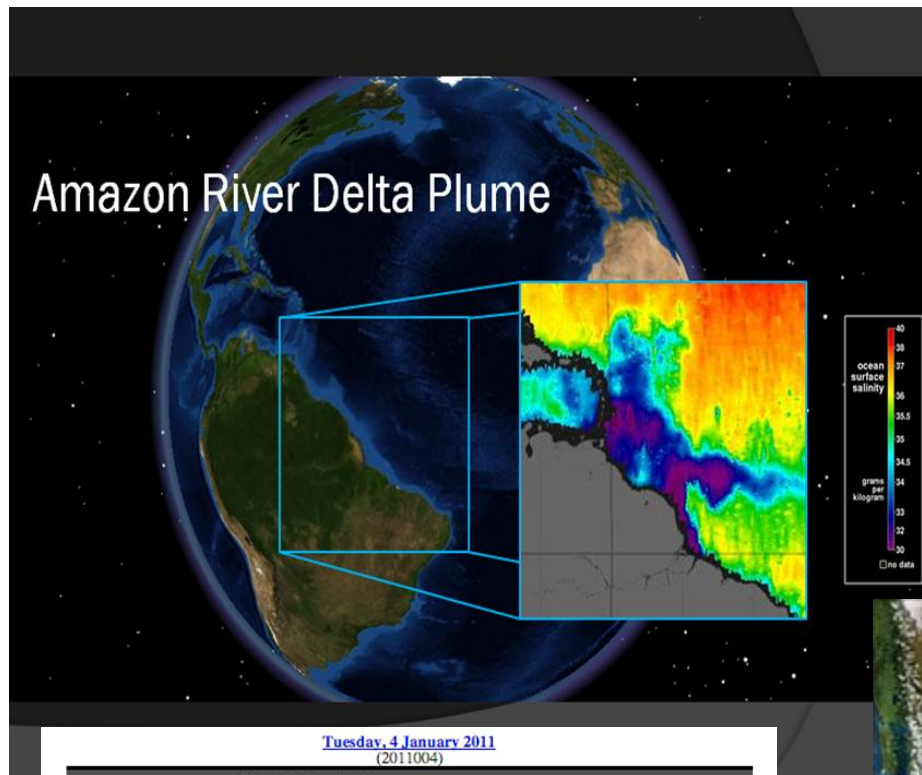 Amazon River Delta Plume
ocean
surface
salinity
grams
per
kilogram
40
38
37
36
35.5
35
34.5
34
33
32
30
no data
Tuesday, 4 January 2011
(2011004)